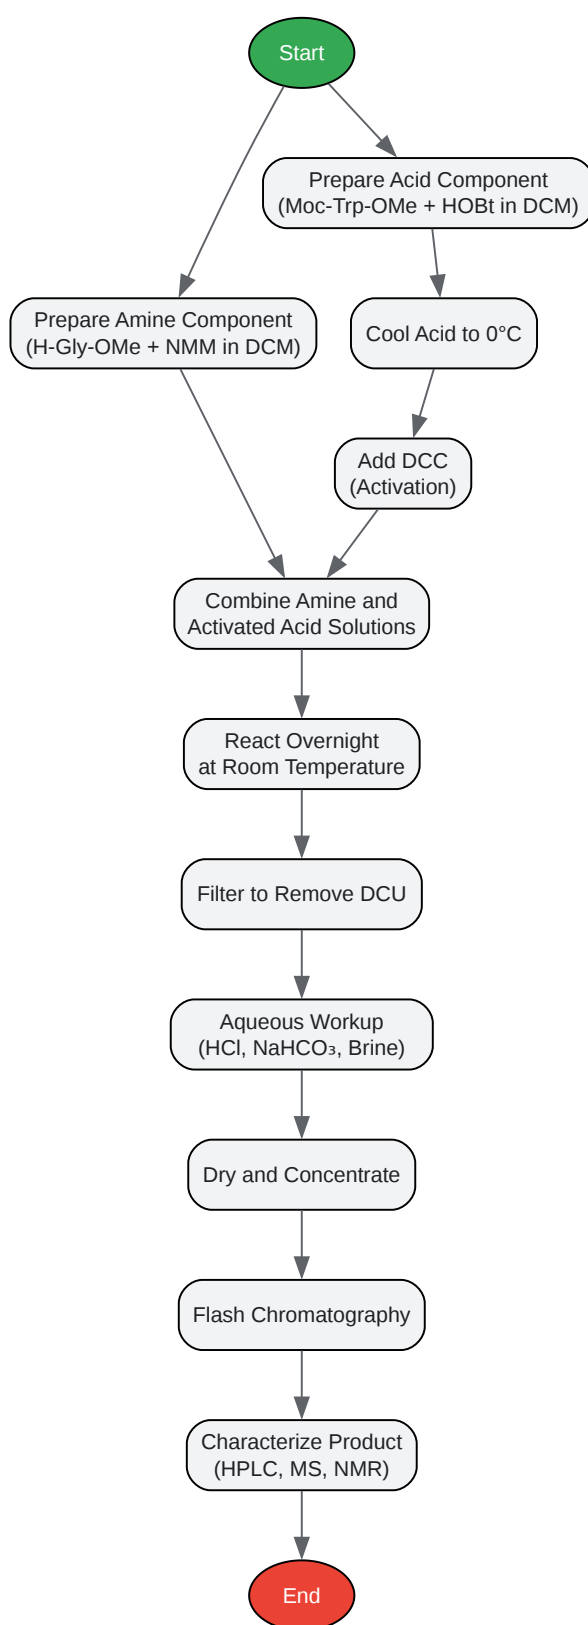 Start
Prepare Acid Component
(Moc-Trp-OMe + HOBt in DCM)
Prepare Amine Component
(H-Gly-OMe + NMM in DCM)
Cool Acid to 0°C
Add DCC
(Activation)
Combine Amine and
Activated Acid Solutions
React Overnight
at Room Temperature
Filter to Remove DCU
Aqueous Workup
(HCl, NaHCO₃, Brine)
Dry and Concentrate
Flash Chromatography
Characterize Product
(HPLC, MS, NMR)
End